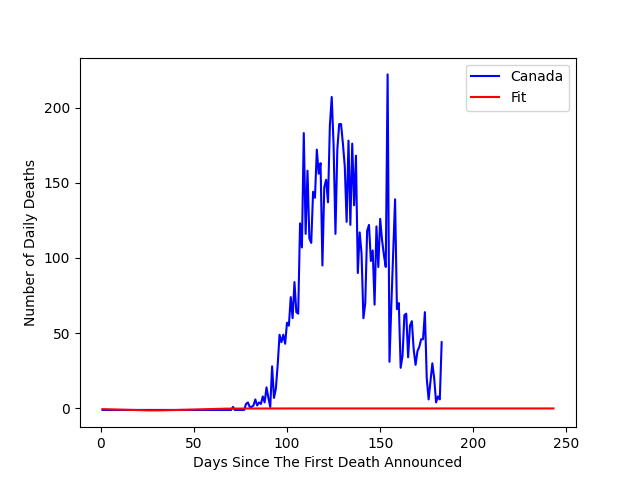 Canada
Fit
200
150
100
50
0
Number of Daily Deaths
0 50 100 150 200 250
Days Since The First Death Announced